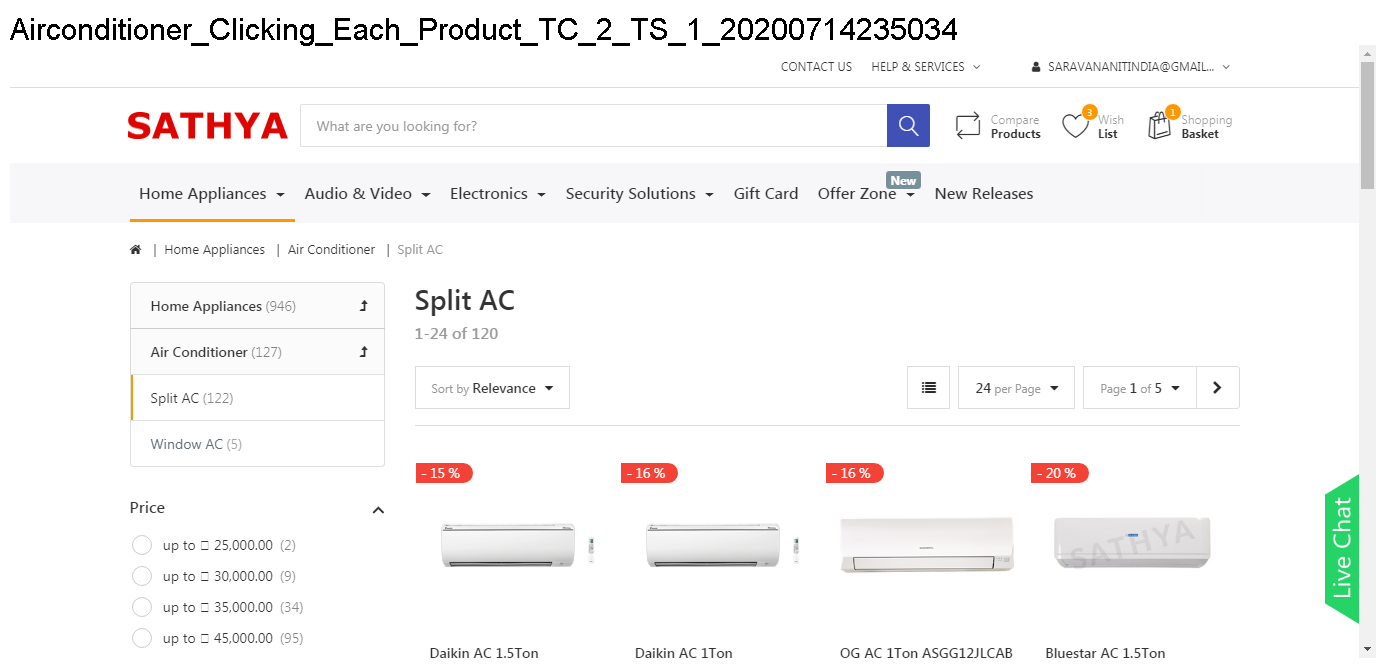 Airconditioner_Clicking_Each_Product_TC_2_TS_1_20200714235034
CONTACT US HELP & SERVICES SARAVANANITINDIA@GMAIL...
SATHYA
What are you looking for?
Compare Products
3 Wish List
1 Shopping Basket
Home Appliances Audio & Video Electronics Security Solutions Gift Card Offer Zone New New Releases
| Home Appliances | Air Conditioner | Split AC
Home Appliances (946)
Air Conditioner (127)
Split AC (122)
Window AC (5)
Price
up to □ 25,000.00 (2)
up to □ 30,000.00 (9)
up to □ 35,000.00 (34)
up to □ 45,000.00 (95)
Split AC
1-24 of 120
Sort by Relevance
24 per Page
Page 1 of 5
- 15 % - 16 % - 16 % - 20 %
SATHYA
Daikin AC 1.5Ton Daikin AC 1Ton OG AC 1Ton ASGG12JLCAB Bluestar AC 1.5Ton
Live Chat